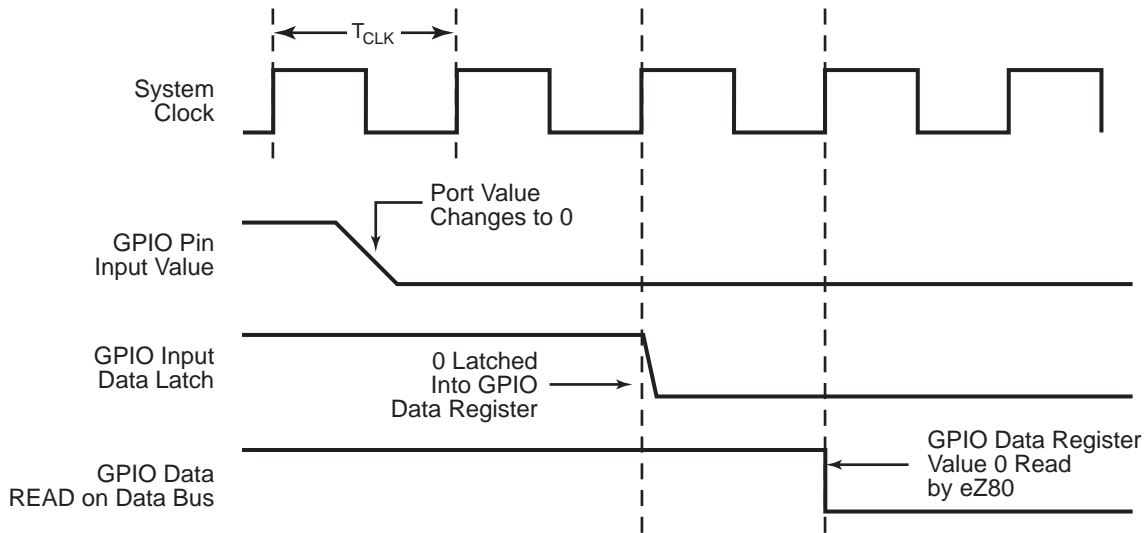 T_CLK
System
Clock
Port Value
Changes to 0
GPIO Pin
Input Value
GPIO Input
Data Latch
0 Latched
Into GPIO
Data Register
GPIO Data
READ on Data Bus
GPIO Data Register
Value 0 Read
by eZ80